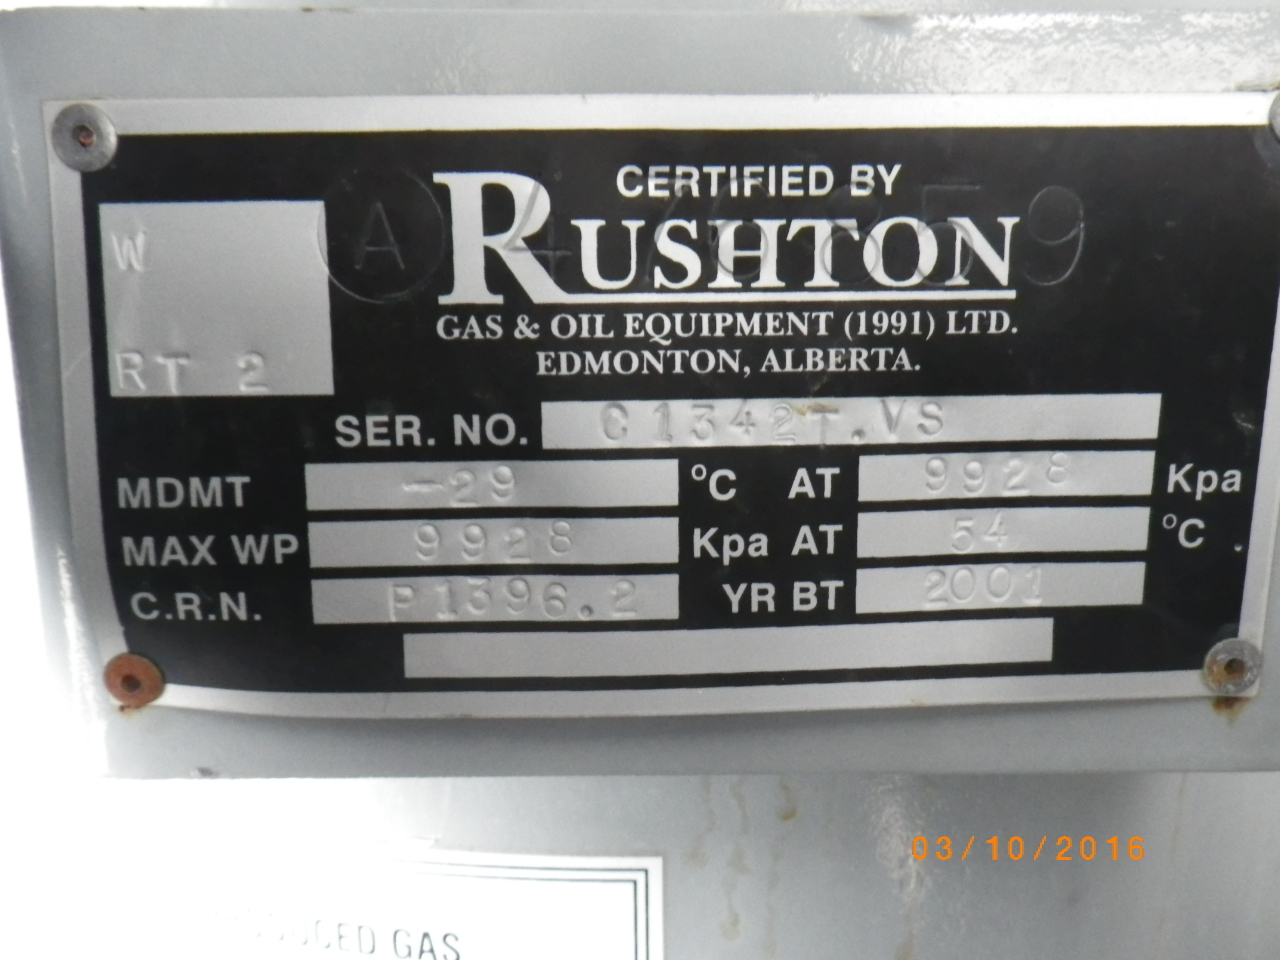 CERTIFIED BY
RUSHTON
A 476859
GAS & OIL EQUIPMENT (1991) LTD.
EDMONTON, ALBERTA.
W
RT 2
SER. NO. C1342T.VS
MDMT -29 °C AT 9928 Kpa
MAX WP 9928 Kpa AT 54 °C
C.R.N. P1396.2 YR BT 2001
03/10/2016
GAS